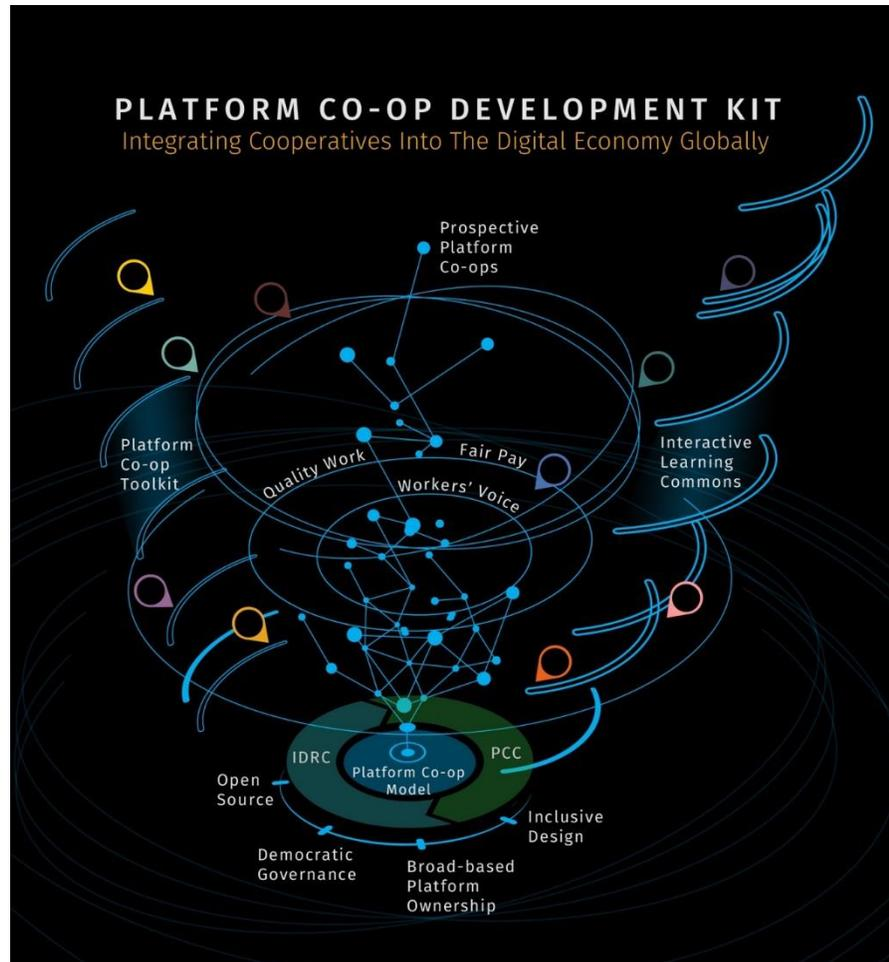 PLATFORM CO-OP DEVELOPMENT KIT
Integrating Cooperatives Into The Digital Economy Globally
Prospective
Platform
Co-ops
Platform
Co-op
Toolkit
Quality Work
Fair Pay
Workers' Voice
Interactive
Learning
Commons
IDRC
PCC
Platform Co-op
Model
Open
Source
Democratic
Governance
Broad-based
Platform
Ownership
Inclusive
Design